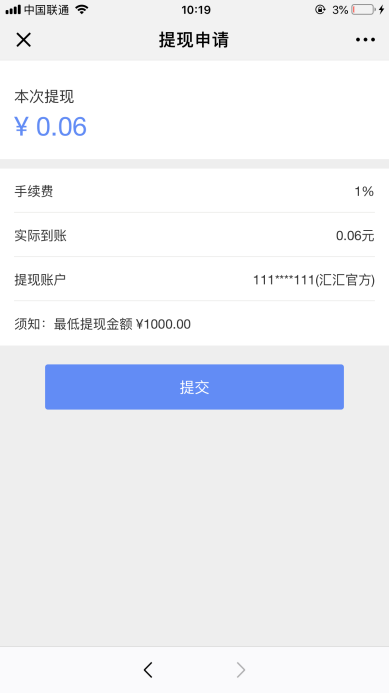 中国联通 10:19 3%
提现申请
本次提现
¥ 0.06
手续费 1%
实际到账 0.06元
提现账户 111****111(汇汇官方)
须知：最低提现金额 ¥1000.00
提交